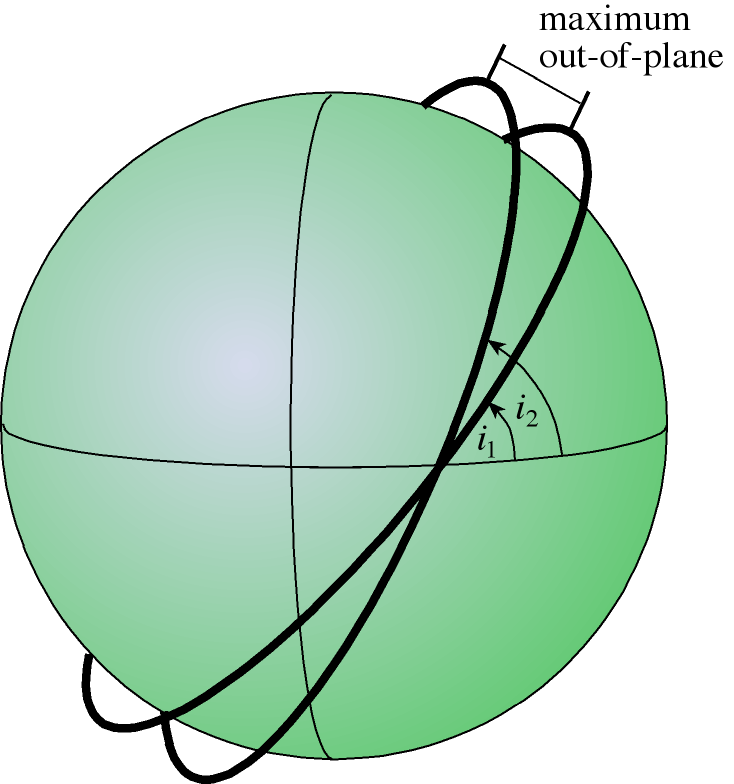 maximum
out-of-plane
i₂
i₁